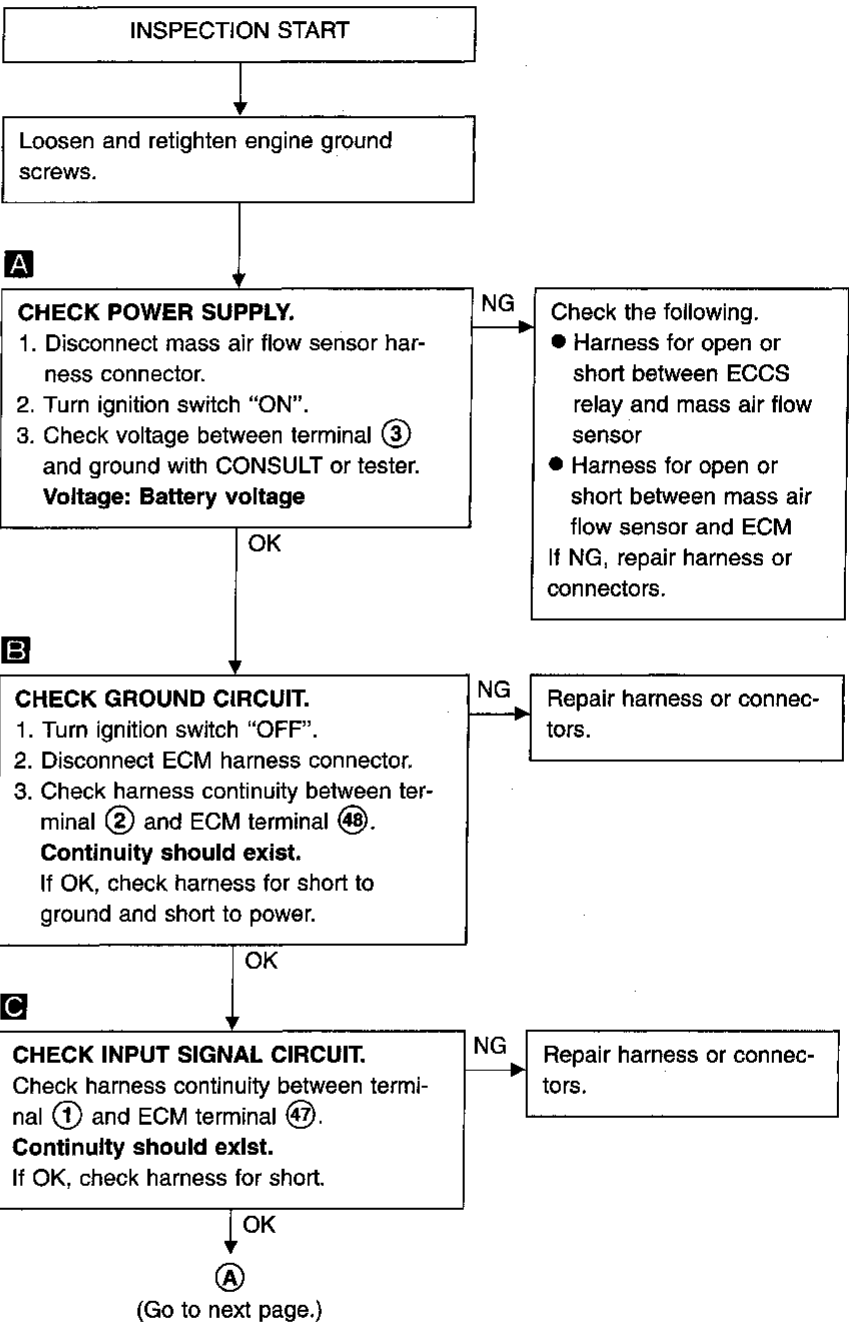 INSPECTION START
Loosen and retighten engine ground
screws.
A
CHECK POWER SUPPLY.
1. Disconnect mass air flow sensor har-
ness connector.
2. Turn ignition switch “ON”.
3. Check voltage between terminal ③
and ground with CONSULT or tester.
Voltage: Battery voltage
NG
Check the following.
● Harness for open or
short between ECCS
relay and mass air flow
sensor
● Harness for open or
short between mass air
flow sensor and ECM
If NG, repair harness or
connectors.
OK
B
CHECK GROUND CIRCUIT.
1. Turn ignition switch “OFF”.
2. Disconnect ECM harness connector.
3. Check harness continuity between ter-
minal ② and ECM terminal ㊽.
Continuity should exist.
If OK, check harness for short to
ground and short to power.
NG
Repair harness or connec-
tors.
OK
C
CHECK INPUT SIGNAL CIRCUIT.
Check harness continuity between termi-
nal ① and ECM terminal ㊼.
Continuity should exist.
If OK, check harness for short.
NG
Repair harness or connec-
tors.
OK
Ⓐ
(Go to next page.)